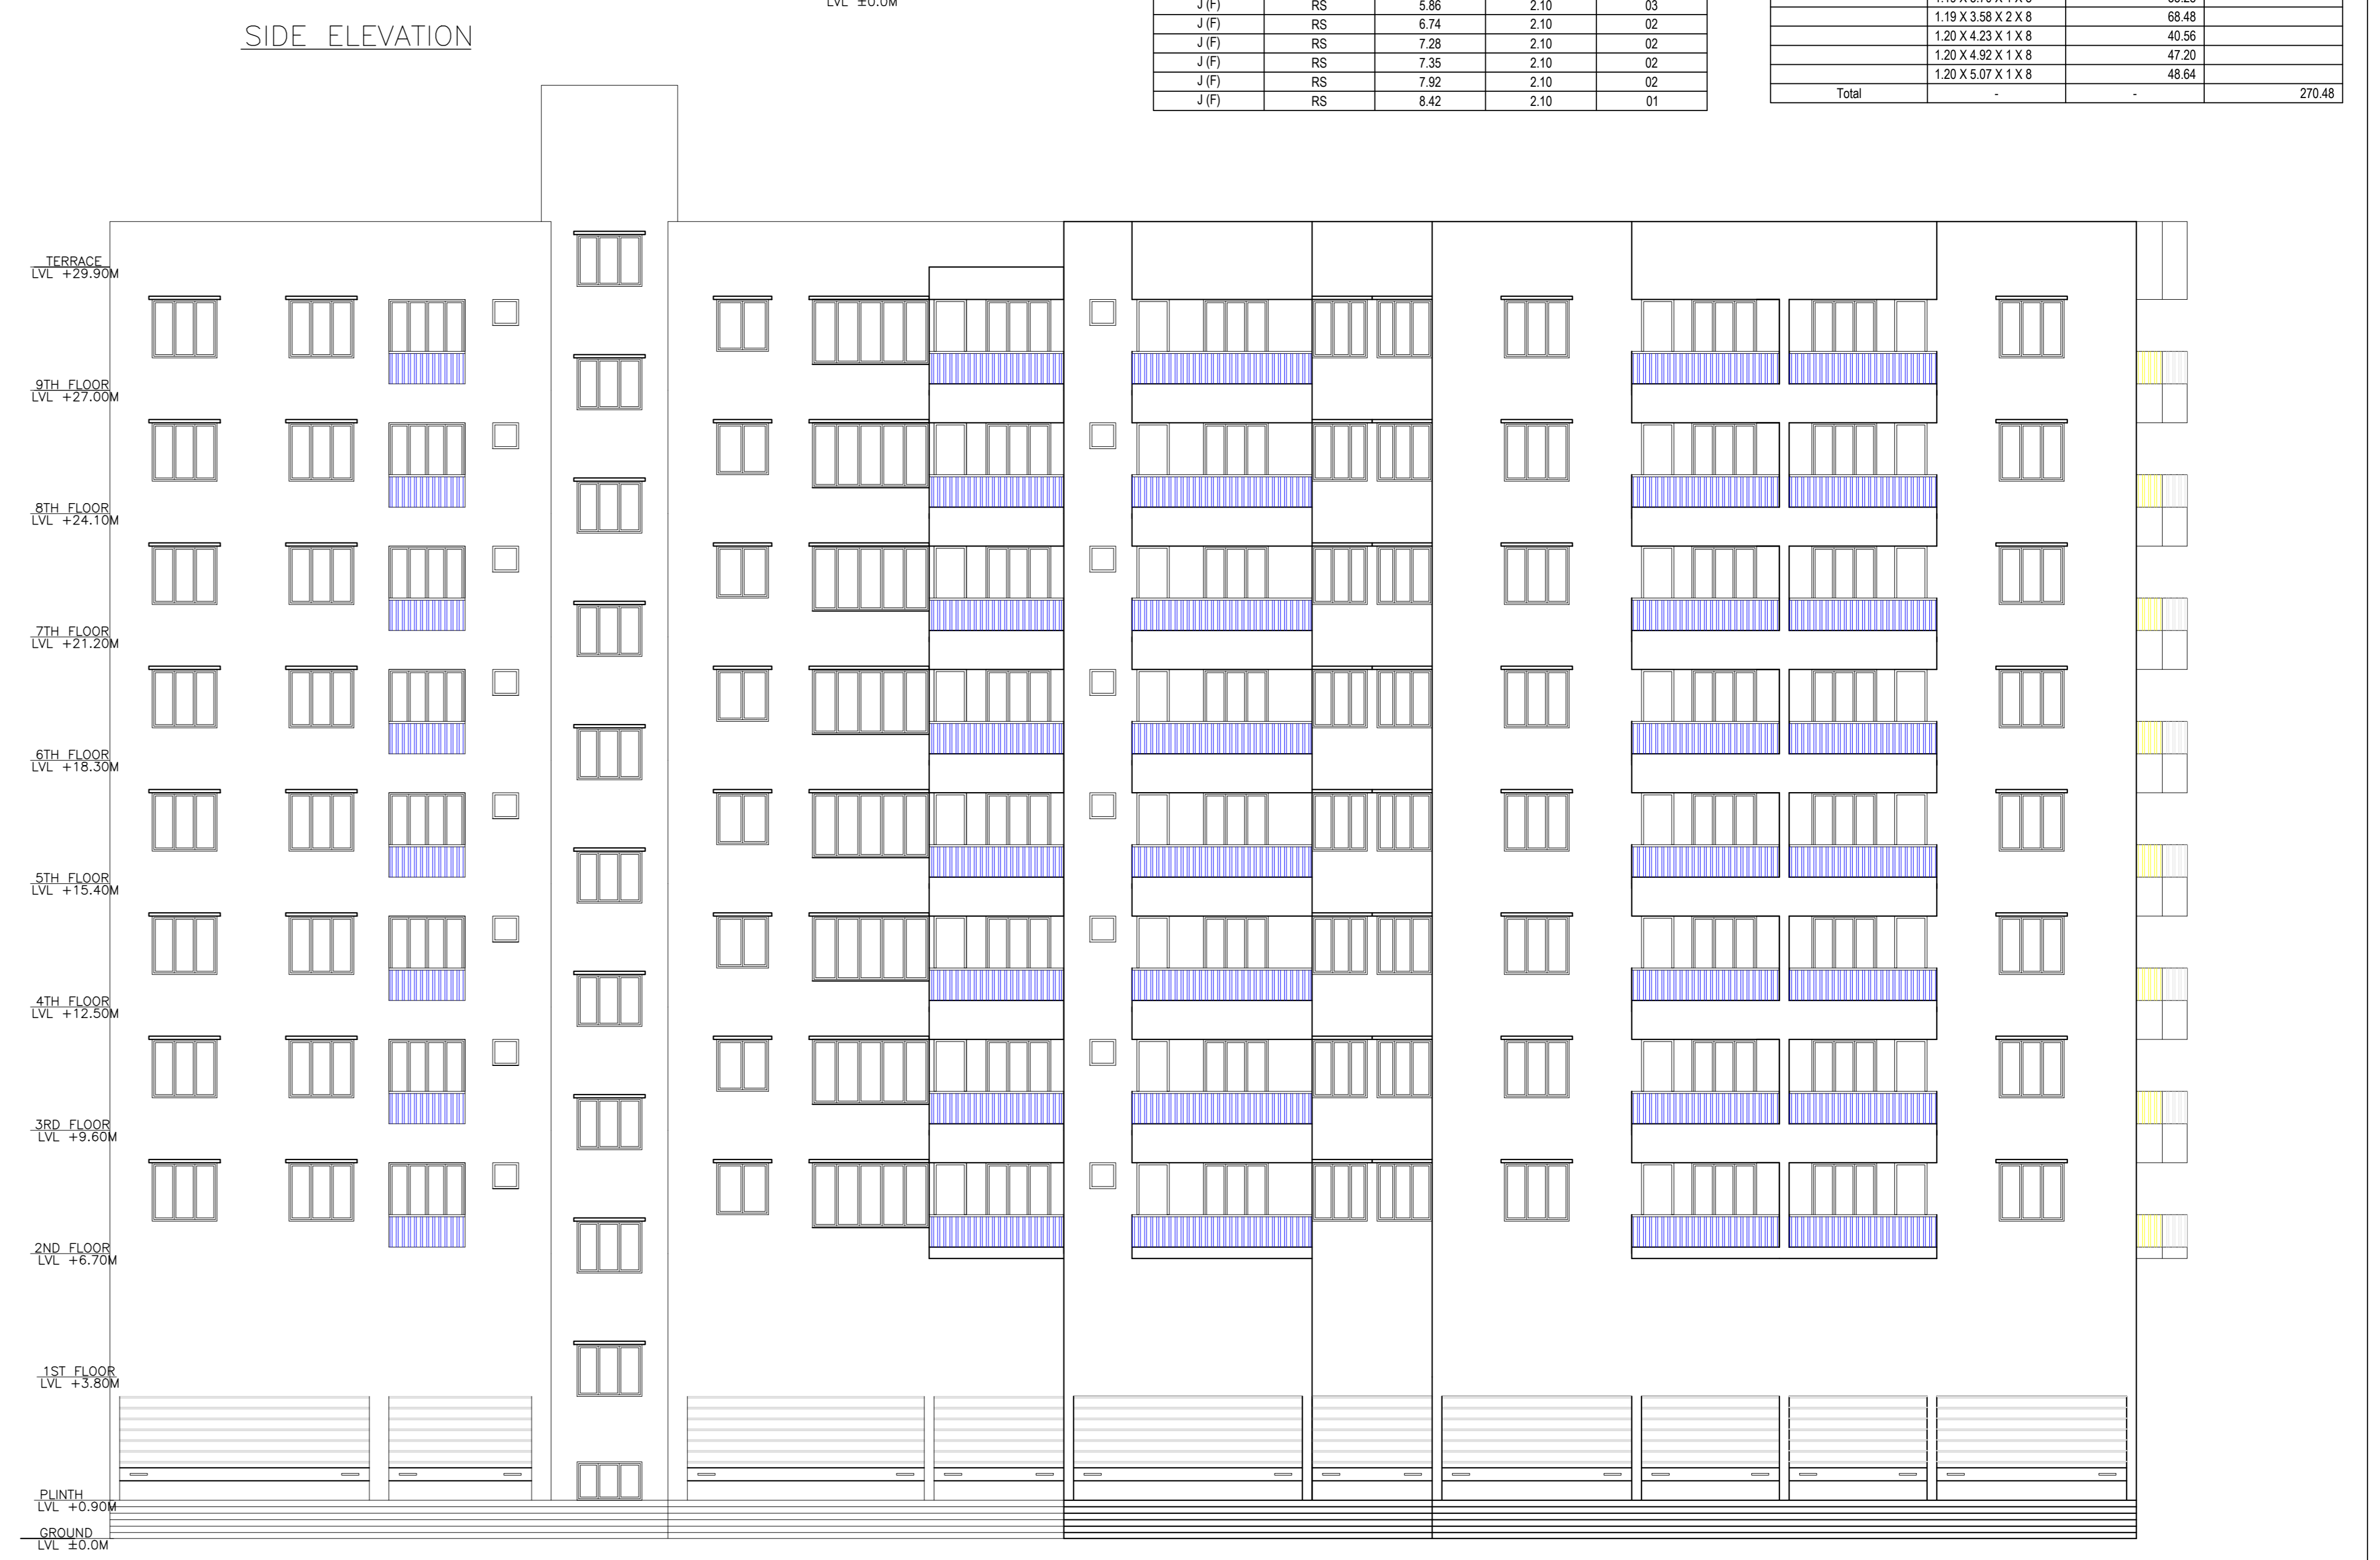 LVL ±0.0M
SIDE ELEVATION
J (F) RS 5.86 2.10 03
J (F) RS 6.74 2.10 02
J (F) RS 7.28 2.10 02
J (F) RS 7.35 2.10 02
J (F) RS 7.92 2.10 02
J (F) RS 8.42 2.10 01
1.19 X 3.58 X 2 X 8 68.48
1.20 X 4.23 X 1 X 8 40.56
1.20 X 4.92 X 1 X 8 47.20
1.20 X 5.07 X 1 X 8 48.64
Total - - 270.48
TERRACE
LVL +29.90M
9TH FLOOR
LVL +27.00M
8TH FLOOR
LVL +24.10M
7TH FLOOR
LVL +21.20M
6TH FLOOR
LVL +18.30M
5TH FLOOR
LVL +15.40M
4TH FLOOR
LVL +12.50M
3RD FLOOR
LVL +9.60M
2ND FLOOR
LVL +6.70M
1ST FLOOR
LVL +3.80M
PLINTH
LVL +0.90M
GROUND
LVL ±0.0M